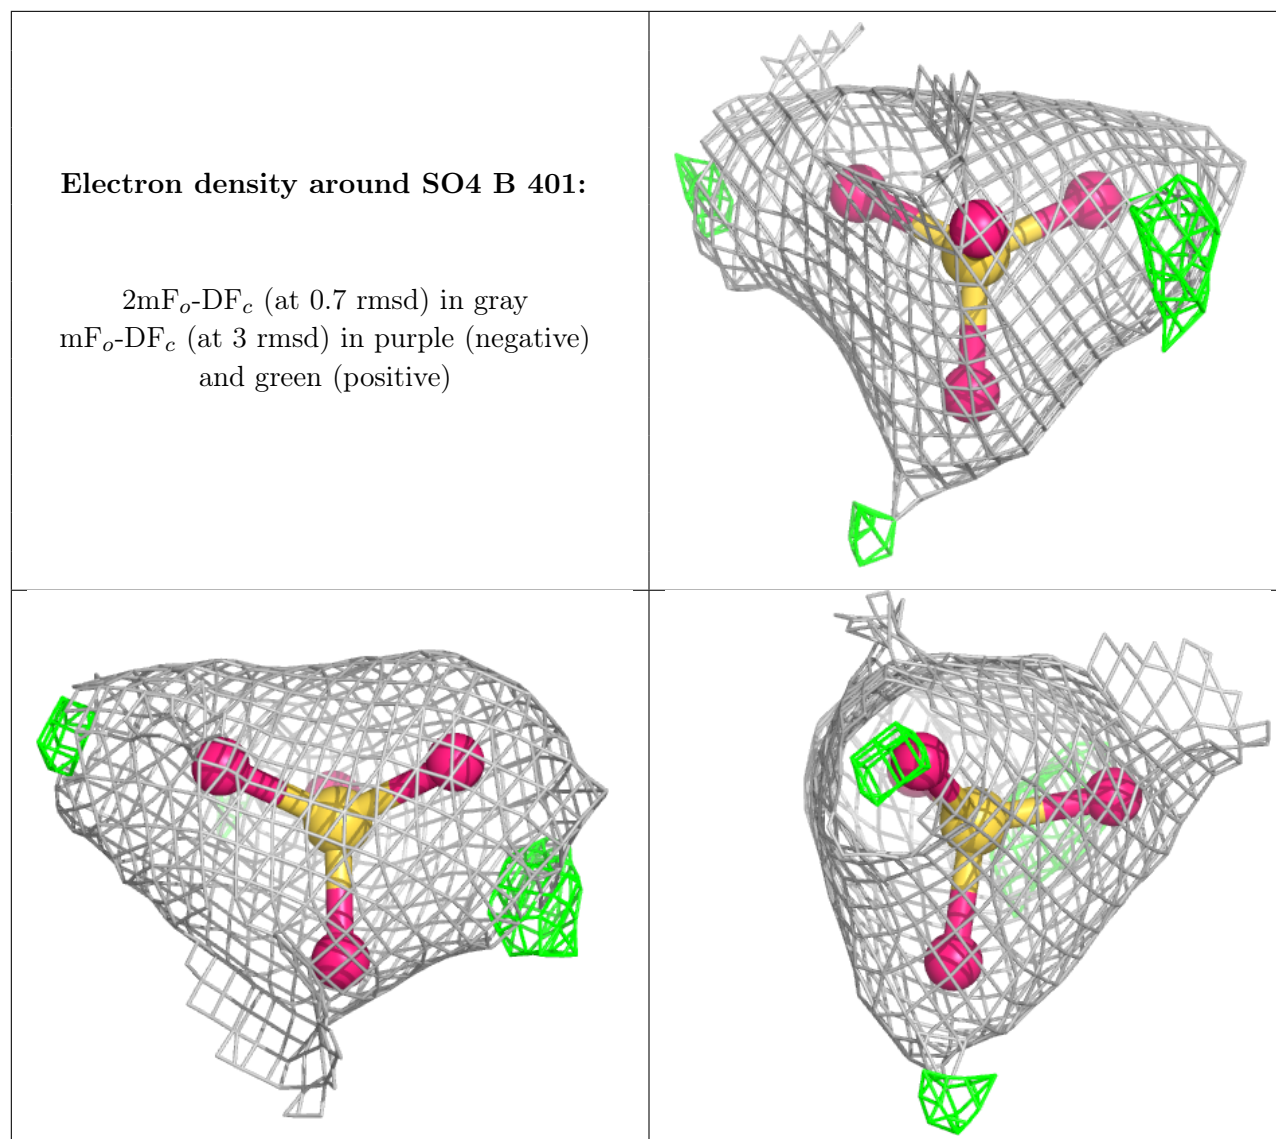 Electron density around SO4 B 401:
2mFₒ-DF𝒸 (at 0.7 rmsd) in gray
mFₒ-DF𝒸 (at 3 rmsd) in purple (negative)
and green (positive)